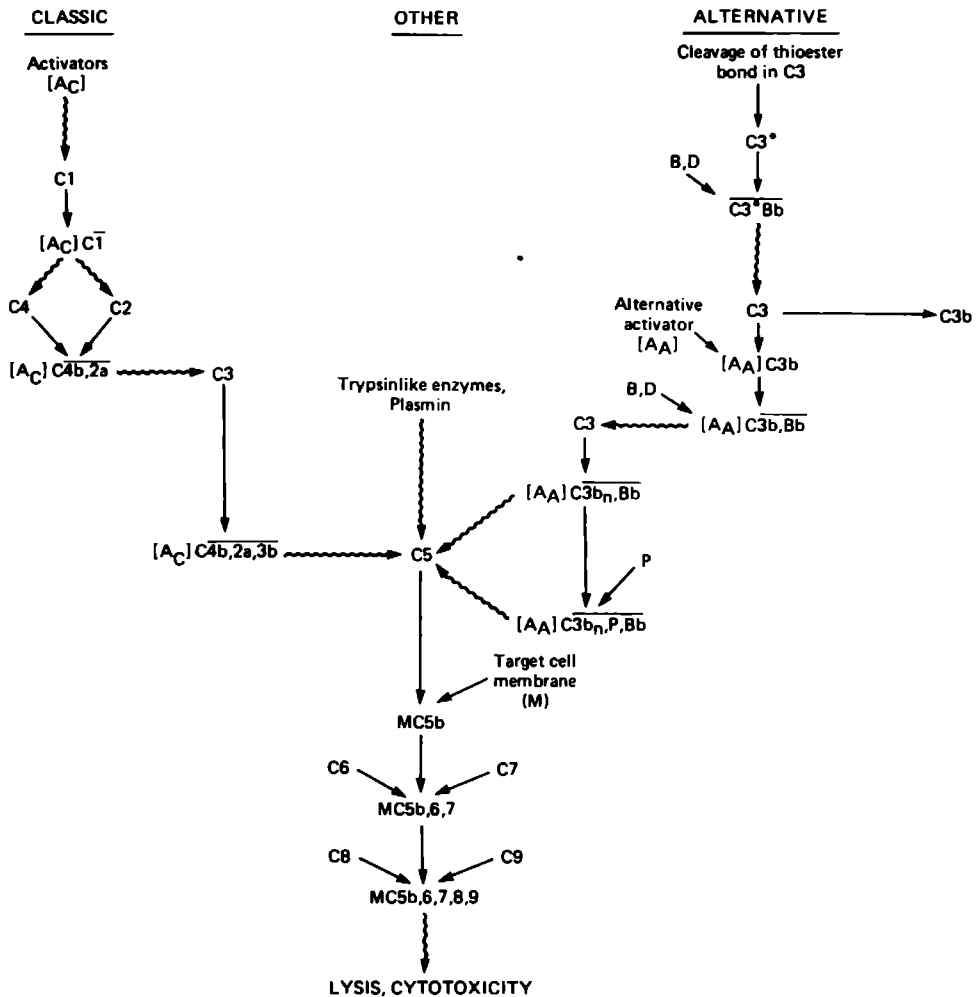 CLASSIC
OTHER
ALTERNATIVE
Activators
[AC]
Cleavage of thioester
bond in C3
C3•
B,D
C3•Bb
C1
[AC] C1
C4
C2
C3
C3b
Alternative
activator
[AA]
[AA] C3b
[AC] C4b,2a
C3
Trypsinlike enzymes,
Plasmin
B,D
C3
[AA] C3b,Bb
[AA] C3bn,Bb
[AC] C4b,2a,3b
C5
P
[AA] C3bn,P,Bb
Target cell
membrane
(M)
MC5b
C6
C7
MC5b,6,7
C8
C9
MC5b,6,7,8,9
LYSIS, CYTOTOXICITY